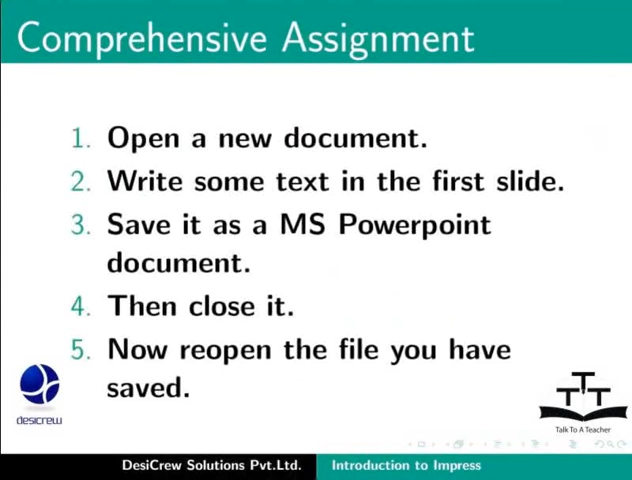 Comprehensive Assignment
1. Open a new document.
2. Write some text in the first slide.
3. Save it as a MS Powerpoint
document.
4. Then close it.
5. Now reopen the file you have
saved.
desicrew
TTT
Talk To A Teacher
DesiCrew Solutions Pvt.Ltd. Introduction to Impress